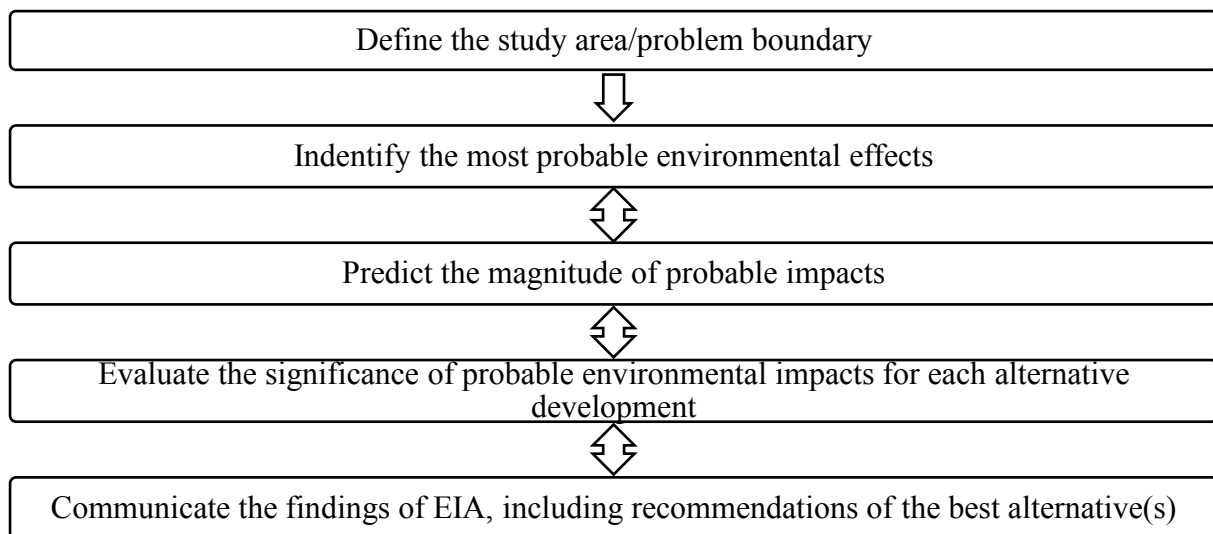 Define the study area/problem boundary
Indentify the most probable environmental effects
Predict the magnitude of probable impacts
Evaluate the significance of probable environmental impacts for each alternative
development
Communicate the findings of EIA, including recommendations of the best alternative(s)